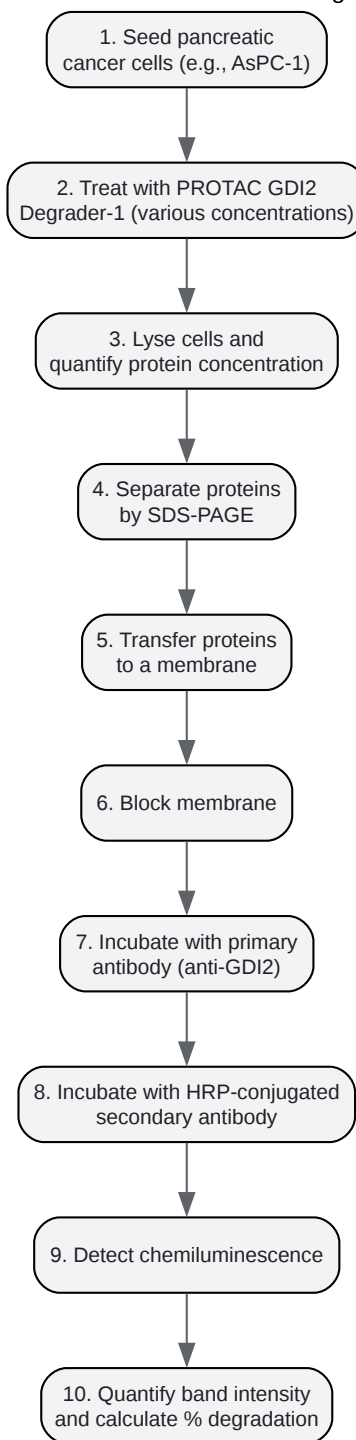 1. Seed pancreatic
cancer cells (e.g., AsPC-1)
2. Treat with PROTAC GDI2
Degrader-1 (various concentrations)
3. Lyse cells and
quantify protein concentration
4. Separate proteins
by SDS-PAGE
5. Transfer proteins
to a membrane
6. Block membrane
7. Incubate with primary
antibody (anti-GDI2)
8. Incubate with HRP-conjugated
secondary antibody
9. Detect chemiluminescence
10. Quantify band intensity
and calculate % degradation